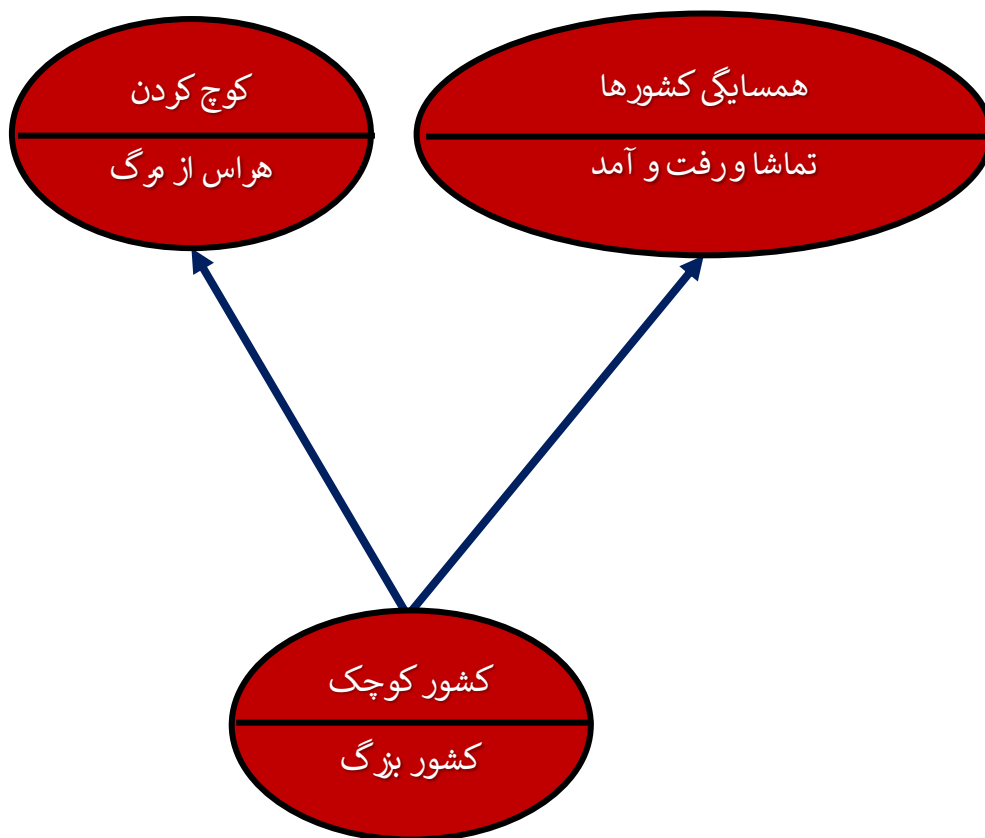 همسایگی کشورها
تماشا و رفت و آمد
کوچ کردن
هراس از مرگ
کشور کوچک
کشور بزرگ